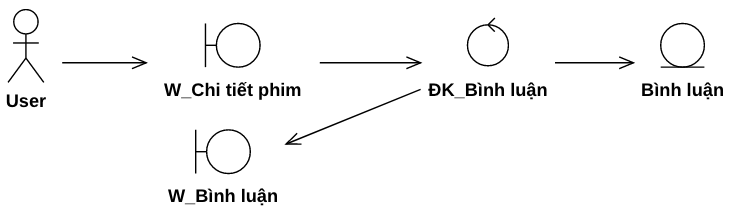 W_Chi tiết phim
ĐK_Bình luận
Bình luận
User
W_Bình luận